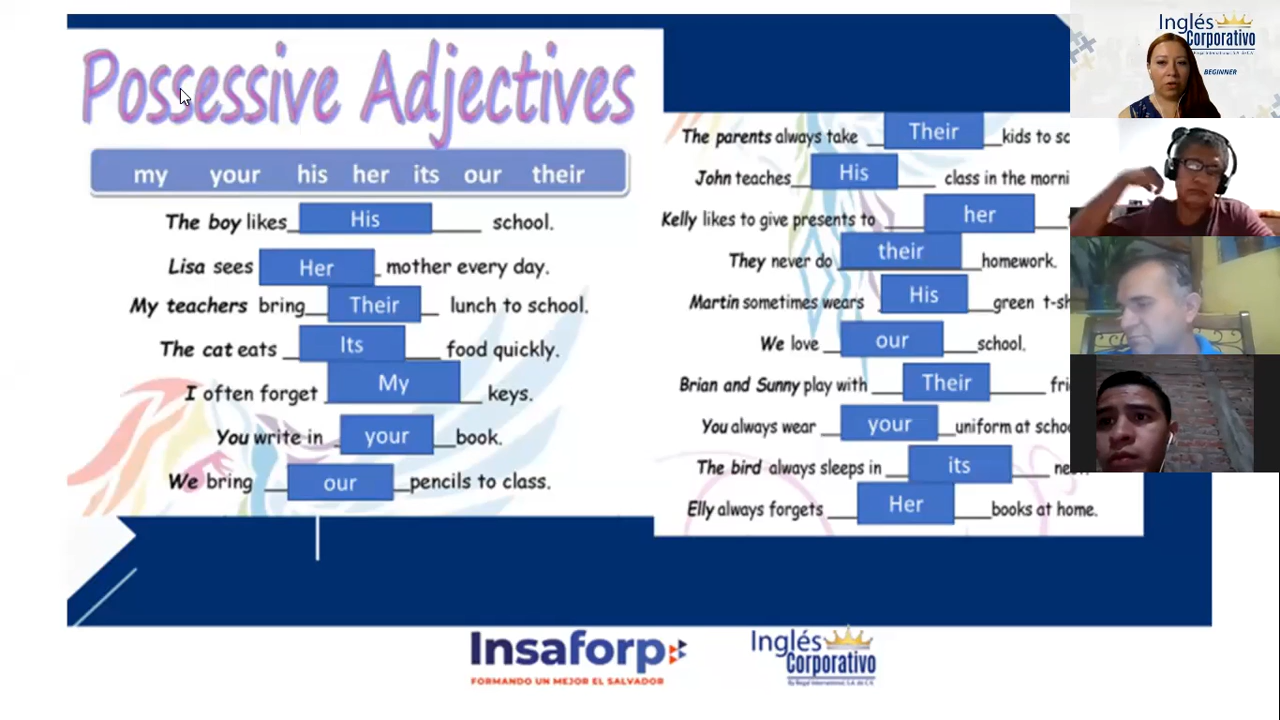 Possessive Adjectives
my your his her its our their
The boy likes His school.
Lisa sees Her mother every day.
My teachers bring Their lunch to school.
The cat eats Its food quickly.
I often forget My keys.
You write in your book.
We bring our pencils to class.
The parents always take Their kids to sc
John teaches His class in the morni
Kelly likes to give presents to her
They never do their homework.
Martin sometimes wears His green t-sh
We love our school.
Brian and Sunny play with Their fri
You always wear your uniform at schoo
The bird always sleeps in its
Elly always forgets Her books at home.
Inglés
Corporativo
BEGINNER
Insaforp
FORMANDO UN MEJOR EL SALVADOR
Inglés
Corporativo
By Regal International, S.A. de C.V.